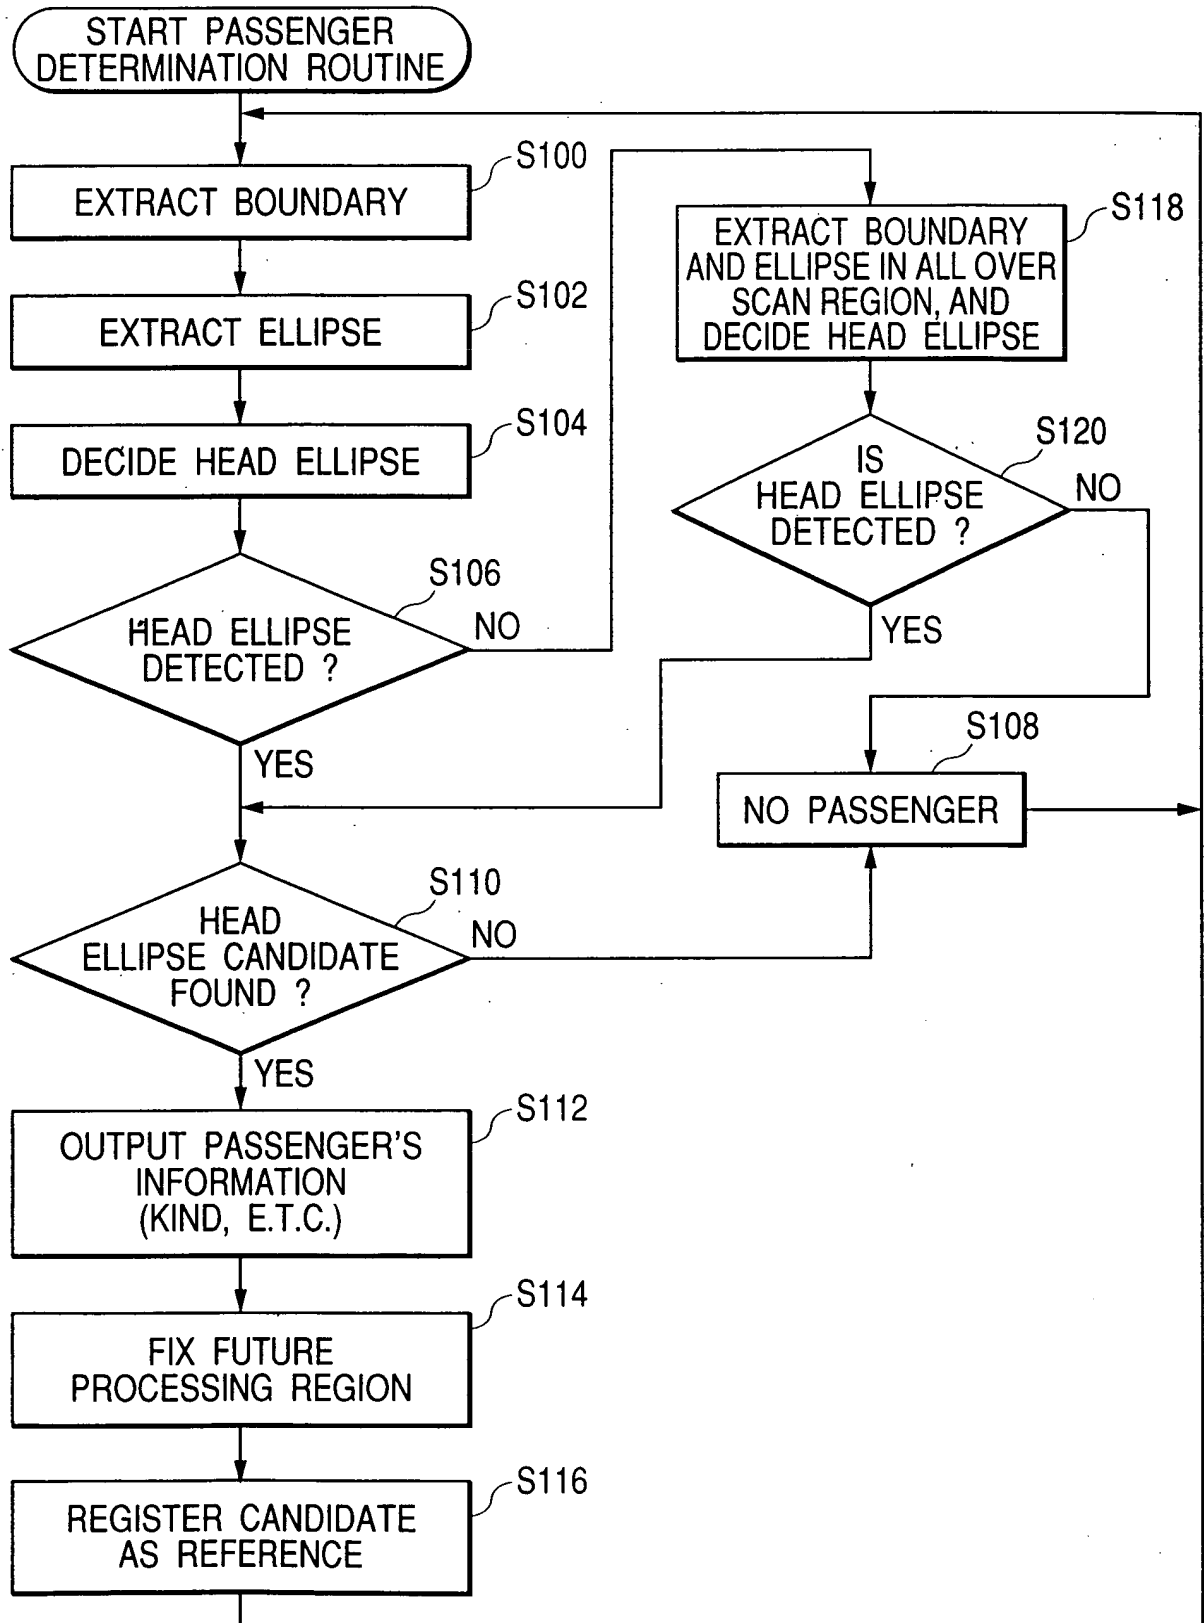 START PASSENGER
DETERMINATION ROUTINE
S100
EXTRACT BOUNDARY
S102
EXTRACT ELLIPSE
S104
DECIDE HEAD ELLIPSE
S106
HEAD ELLIPSE
DETECTED ?
NO
YES
S118
EXTRACT BOUNDARY
AND ELLIPSE IN ALL OVER
SCAN REGION, AND
DECIDE HEAD ELLIPSE
S120
IS
HEAD ELLIPSE
DETECTED ?
NO
YES
S108
NO PASSENGER
S110
HEAD
ELLIPSE CANDIDATE
FOUND ?
NO
YES
S112
OUTPUT PASSENGER'S
INFORMATION
(KIND, E.T.C.)
S114
FIX FUTURE
PROCESSING REGION
S116
REGISTER CANDIDATE
AS REFERENCE